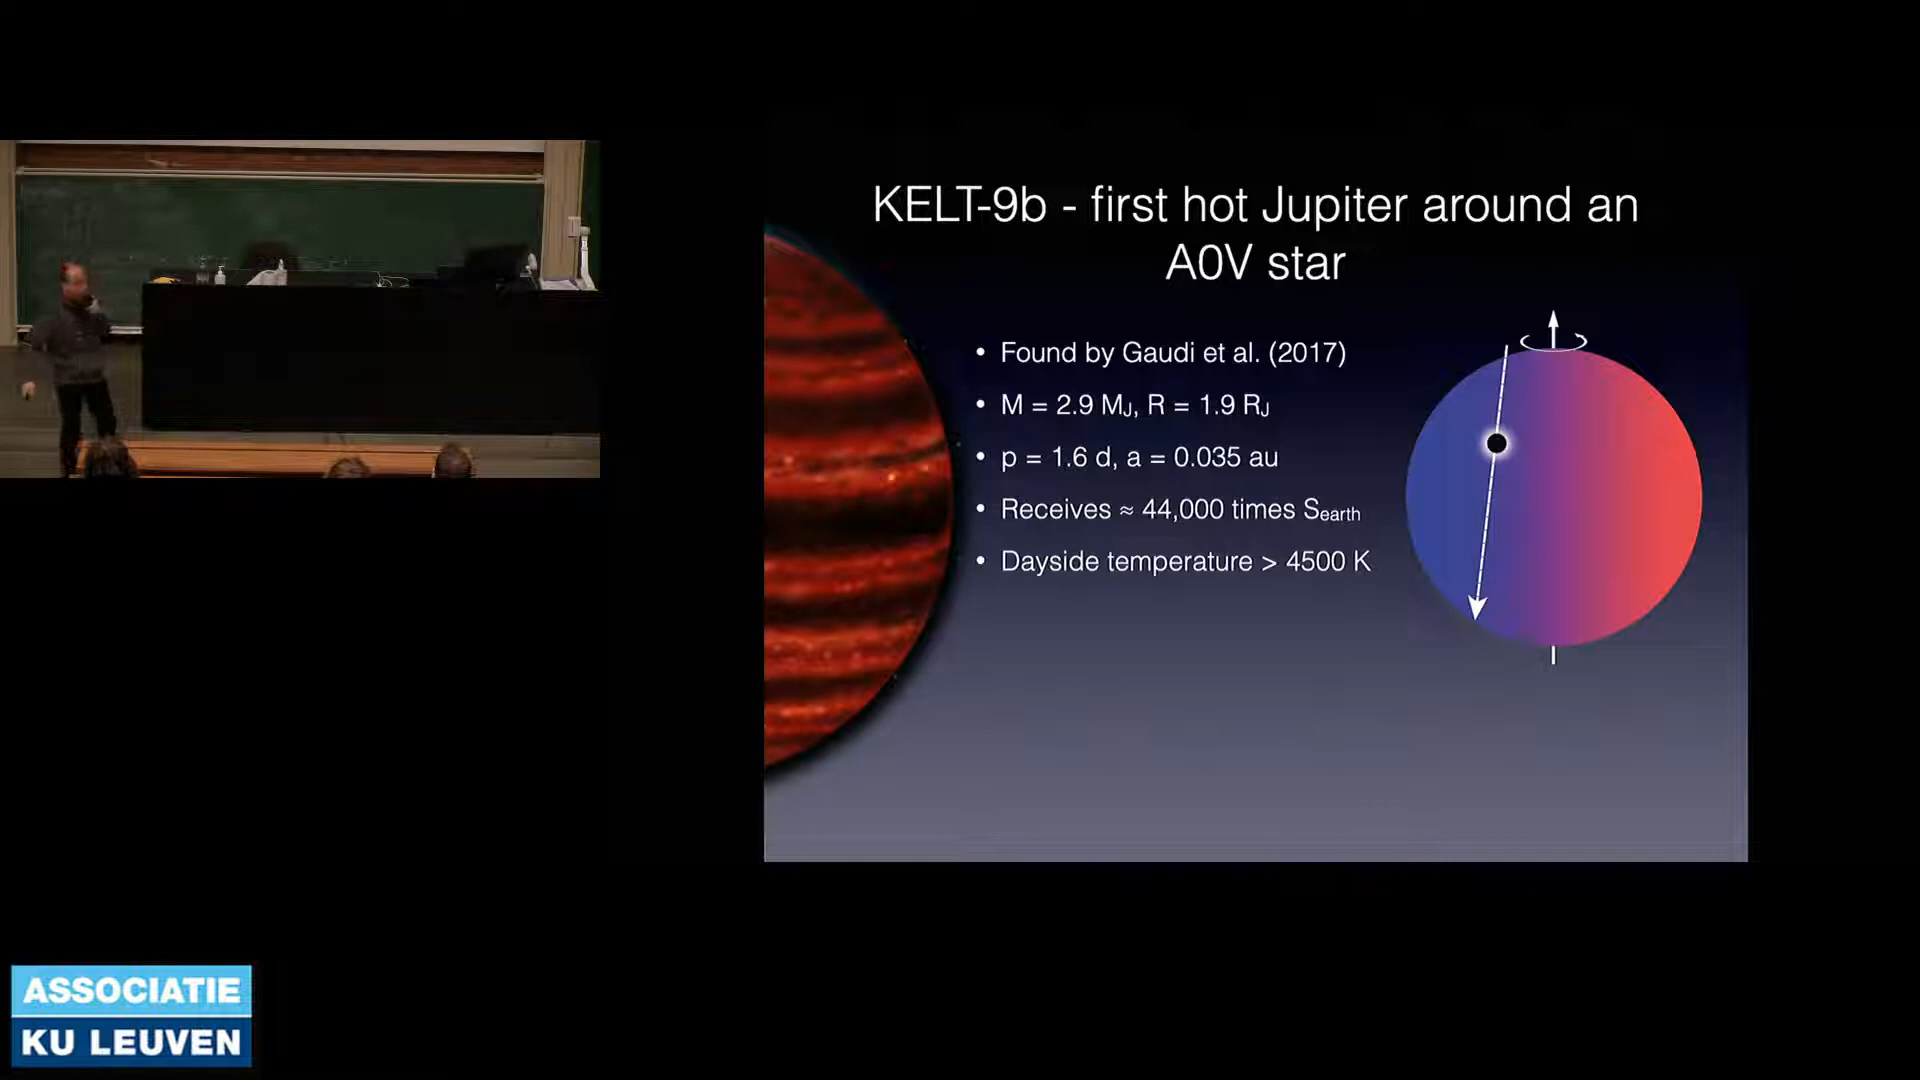 KELT-9b - first hot Jupiter around an
A0V star
• Found by Gaudi et al. (2017)
• M = 2.9 MJ, R = 1.9 RJ
• p = 1.6 d, a = 0.035 au
• Receives ≈ 44,000 times Searth
• Dayside temperature > 4500 K
ASSOCIATIE
KU LEUVEN